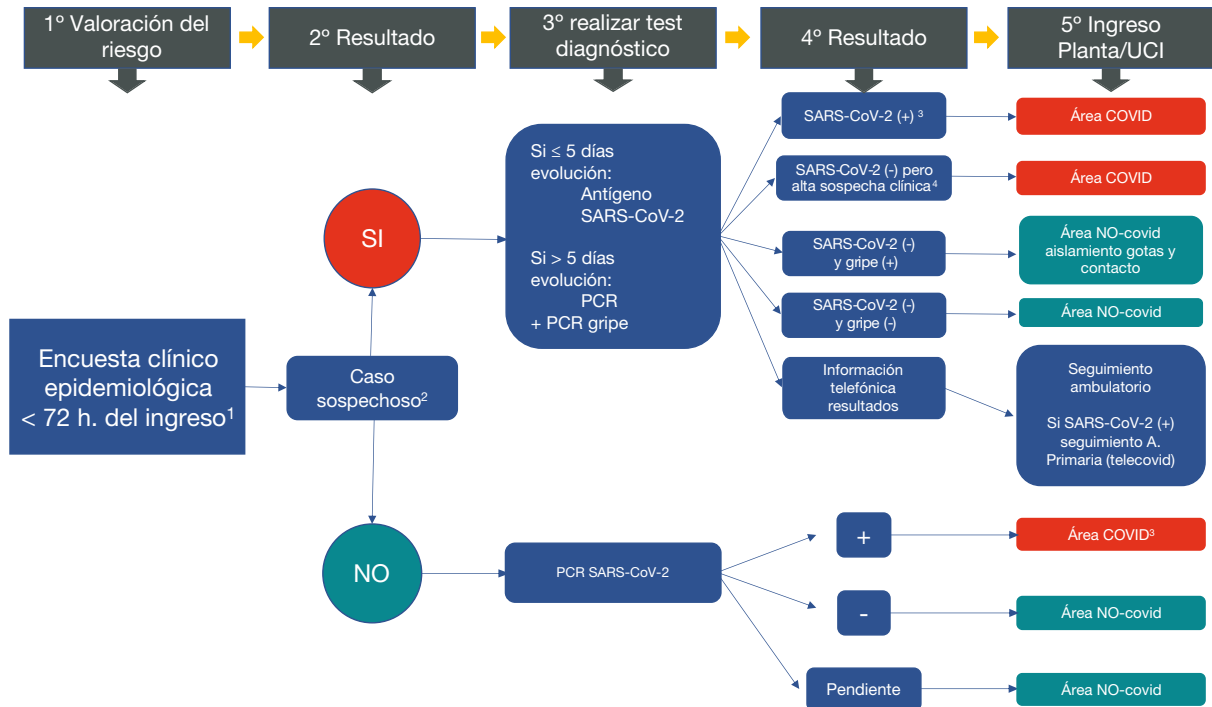 1º Valoración del
riesgo
2º Resultado
3º realizar test
diagnóstico
4º Resultado
5º Ingreso
Planta/UCI
Encuesta clínico
epidemiológica
< 72 h. del ingreso¹
Caso
sospechoso²
SI
NO
Si ≤ 5 días
evolución:
Antígeno
SARS-CoV-2
Si > 5 días
evolución:
PCR
+ PCR gripe
SARS-CoV-2 (+) ³
Área COVID
SARS-CoV-2 (-) pero
alta sospecha clínica⁴
Área COVID
SARS-CoV-2 (-)
y gripe (+)
Área NO-covid
aislamiento gotas y
contacto
SARS-CoV-2 (-)
y gripe (-)
Área NO-covid
Información
telefónica
resultados
Seguimiento
ambulatorio
Si SARS-CoV-2 (+)
seguimiento A.
Primaria (telecovid)
PCR SARS-CoV-2
+
Área COVID³
-
Área NO-covid
Pendiente
Área NO-covid